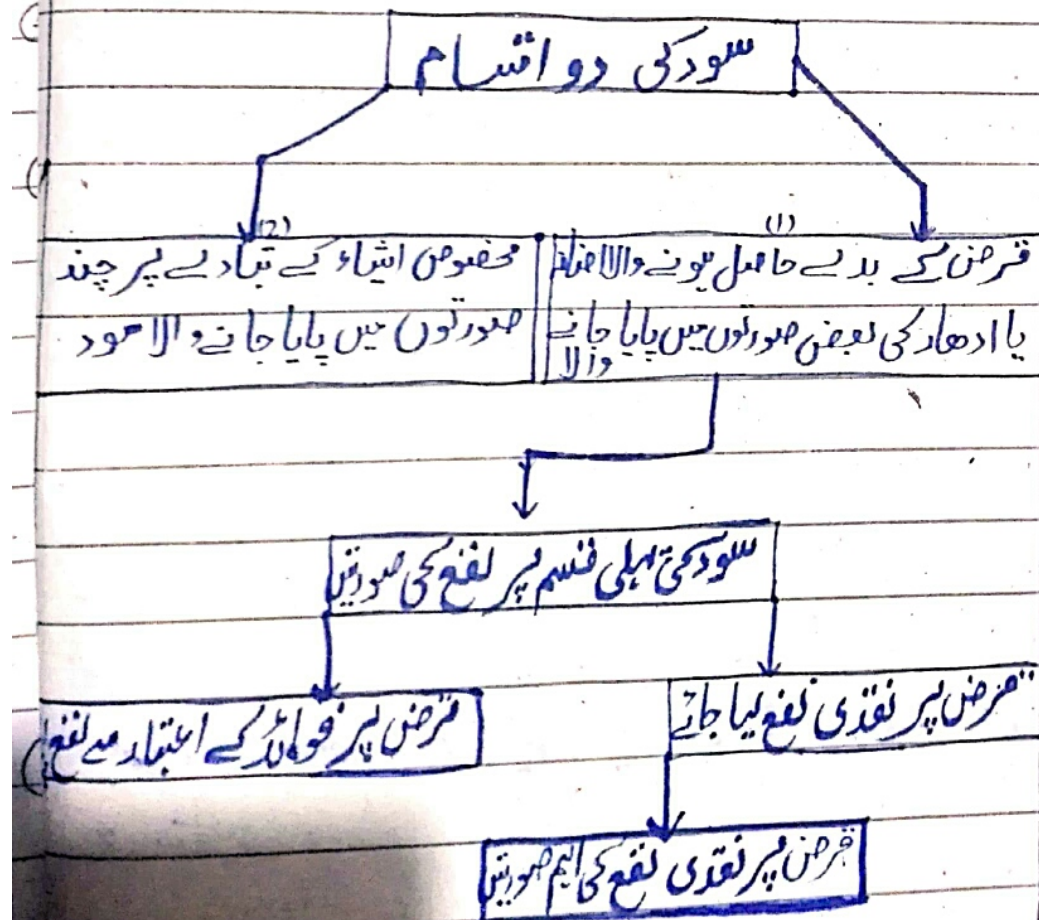 سود کی دو اقسام
(1)
قرض کے بدلے حاصل ہونے والا اضافہ
یا ادھار کی بعض صورتوں میں پایا جانے
والا
(2)
مخصوص اشیاء کے تبادلے پر چند
صورتوں میں پایا جانے والا سود
سود کی پہلی قسم پر نفع کی صورتیں
قرض پر نقدی نفع لیا جائے
قرض پر فوائد کے اعتبار سے نفع
قرض پر نقدی نفع کی اہم صورتیں